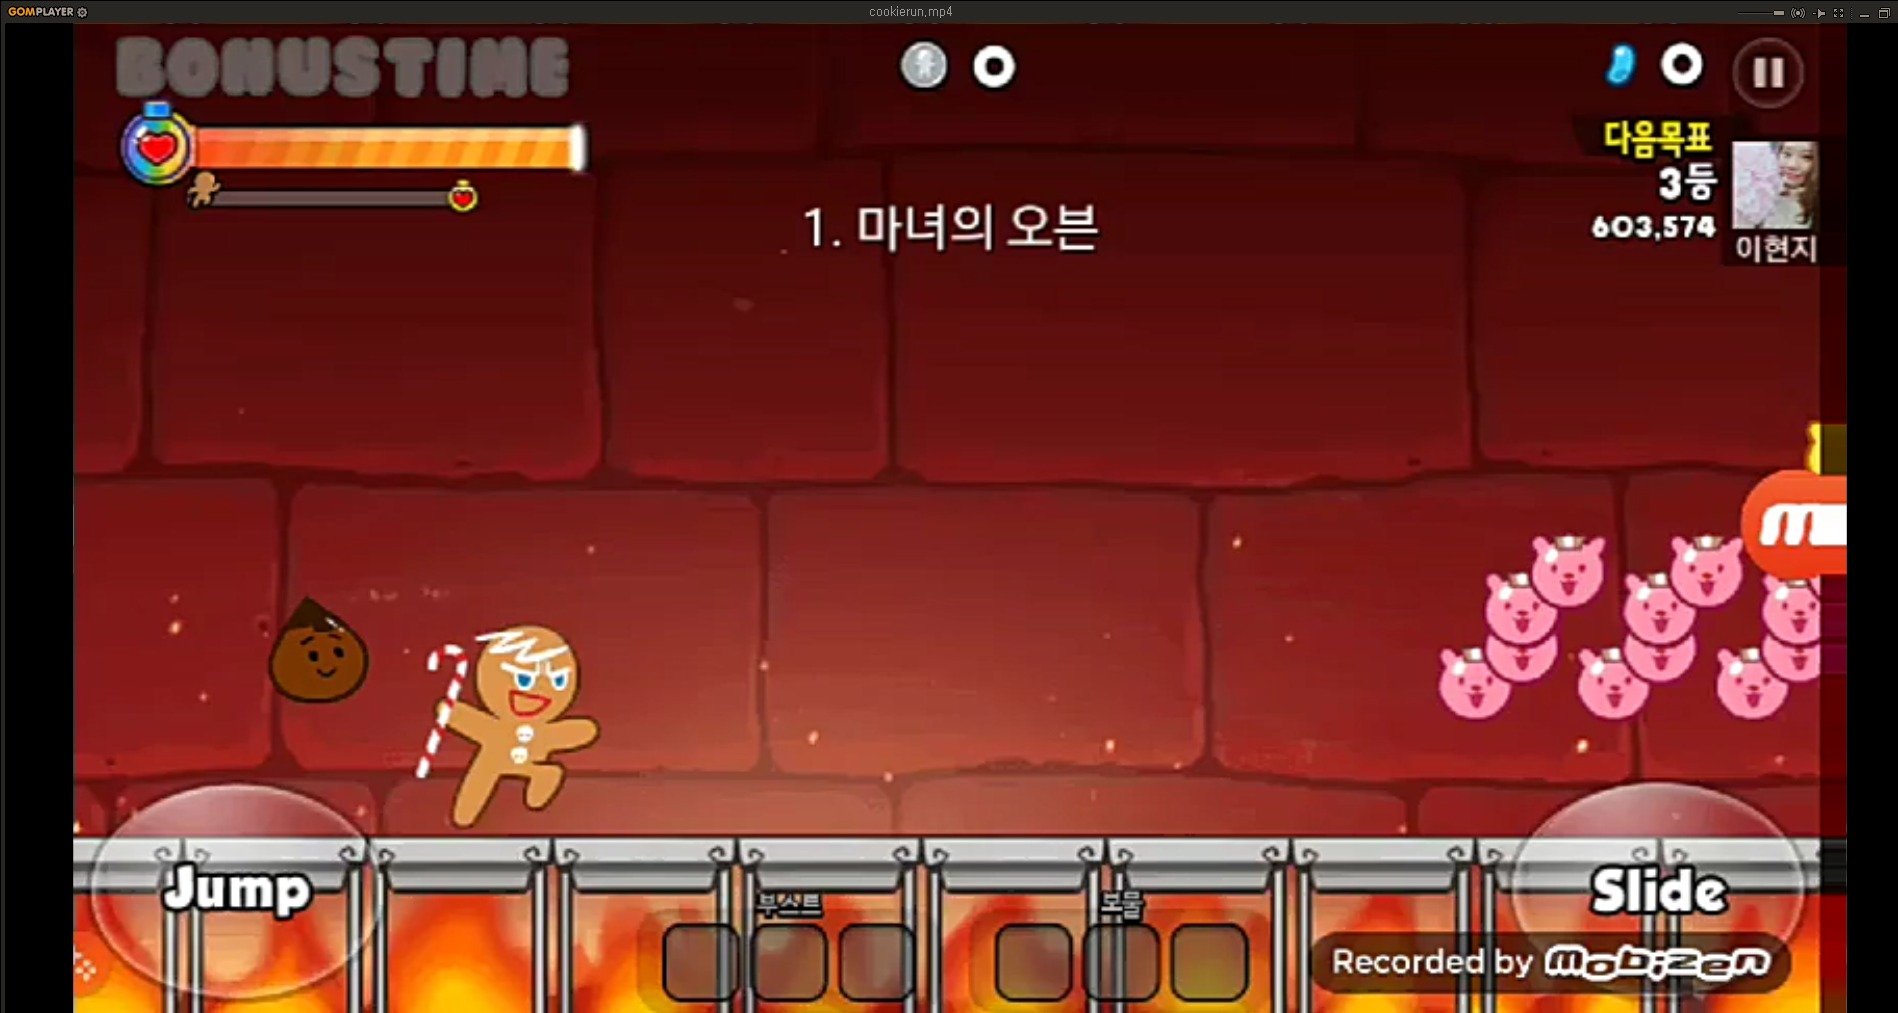 GOMPLAYER
cookierun.mp4
BONUSTIME
0
0
다음목표
3등
603,574
이현지
1. 마녀의 오븐
Jump
부스트
보물
Slide
Recorded by mobizen